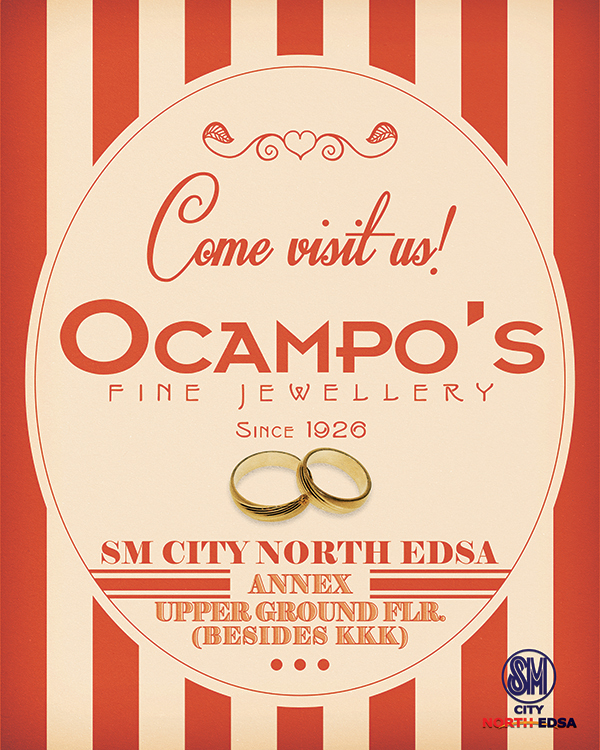 Come visit us!
OCAMPO'S
FINE JEWELLERY
SINCE 1926
SM CITY NORTH EDSA
ANNEX
UPPER GROUND FLR.
(BESIDES KKK)
SM
CITY
NORTH EDSA